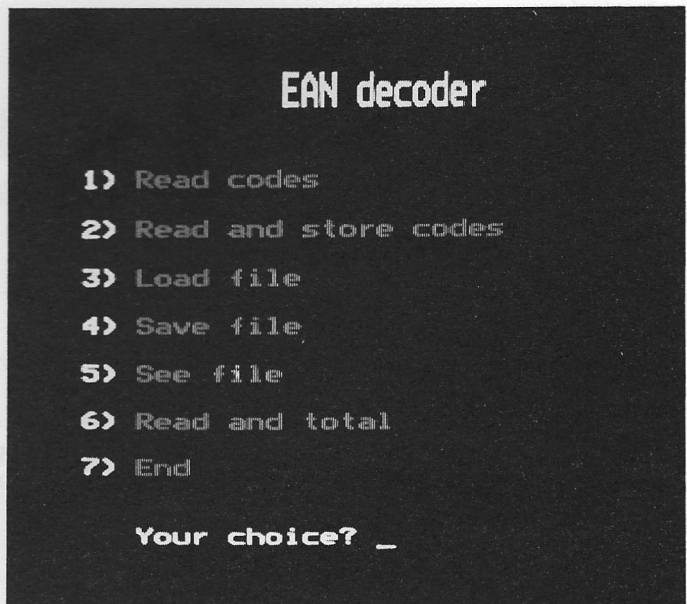 EAN decoder
1) Read codes
2) Read and store codes
3) Load file
4) Save file
5) See file
6) Read and total
7) End
Your choice? _